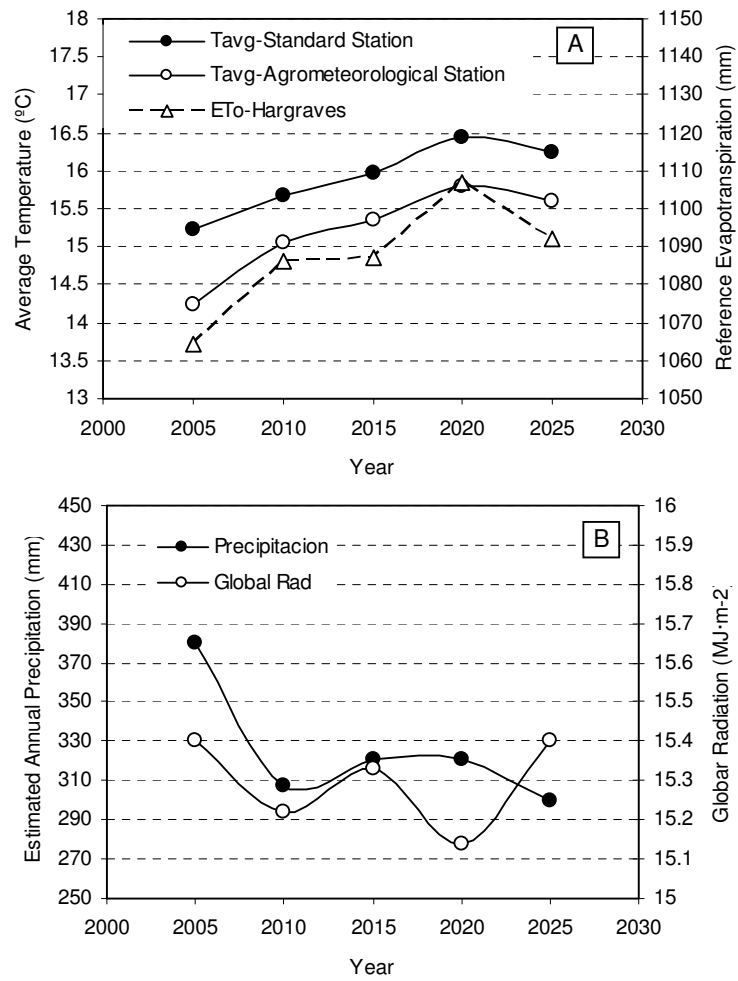 18
17.5
17
16.5
16
15.5
15
14.5
14
13.5
13
Average Temperature (ºC)
Tavg-Standard Station
Tavg-Agrometeorological Station
ETo-Hargraves
A
1150
1140
1130
1120
1110
1100
1090
1080
1070
1060
1050
Reference Evapotranspiration (mm)
2000 2005 2010 2015 2020 2025 2030
Year
450
430
410
390
370
350
330
310
290
270
250
Estimated Annual Precipitation (mm)
Precipitacion
Global Rad
B
16
15.9
15.8
15.7
15.6
15.5
15.4
15.3
15.2
15.1
15
Globar Radiation (MJ·m-2)
2000 2005 2010 2015 2020 2025 2030
Year